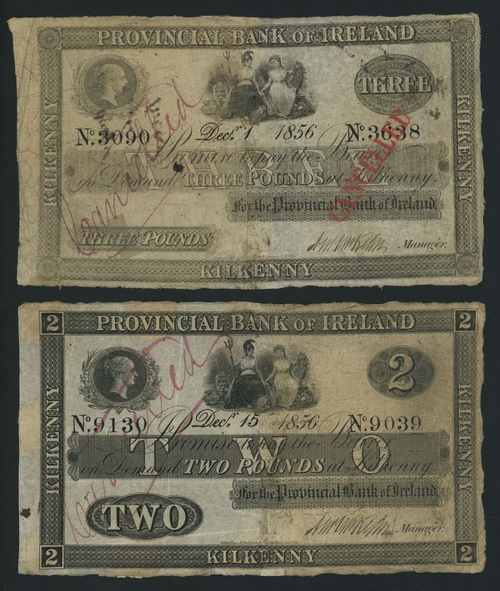 PROVINCIAL BANK OF IRELAND
THREE
KILKENNY
KILKENNY
No. 3090 Decr. 1 1856 No. 3638
Cancelled
CANCELLED
Promise to pay the
on Demand THREE POUNDS at Kilkenny.
For the Provincial Bank of Ireland.
THREE POUNDS
Manager.
KILKENNY
2 PROVINCIAL BANK OF IRELAND 2
2
KILKENNY
KILKENNY
No. 9130 Decr. 15 1856 No. 9039
Cancelled
TWO
Promise to pay the
on Demand TWO POUNDS at Kilkenny
For the Provincial Bank of Ireland.
TWO
Manager.
2 KILKENNY 2